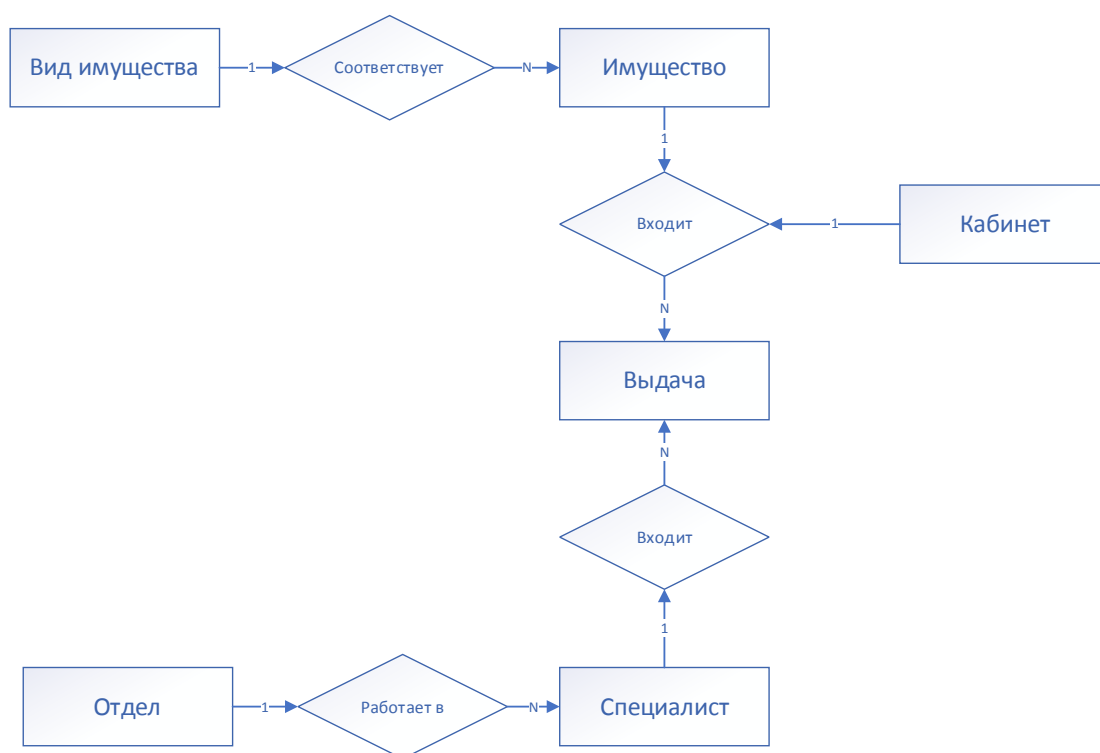 Вид имущества
1
Соответствует
N
Имущество
1
Входит
1
Кабинет
N
Выдача
N
Входит
1
Отдел
1
Работает в
N
Специалист